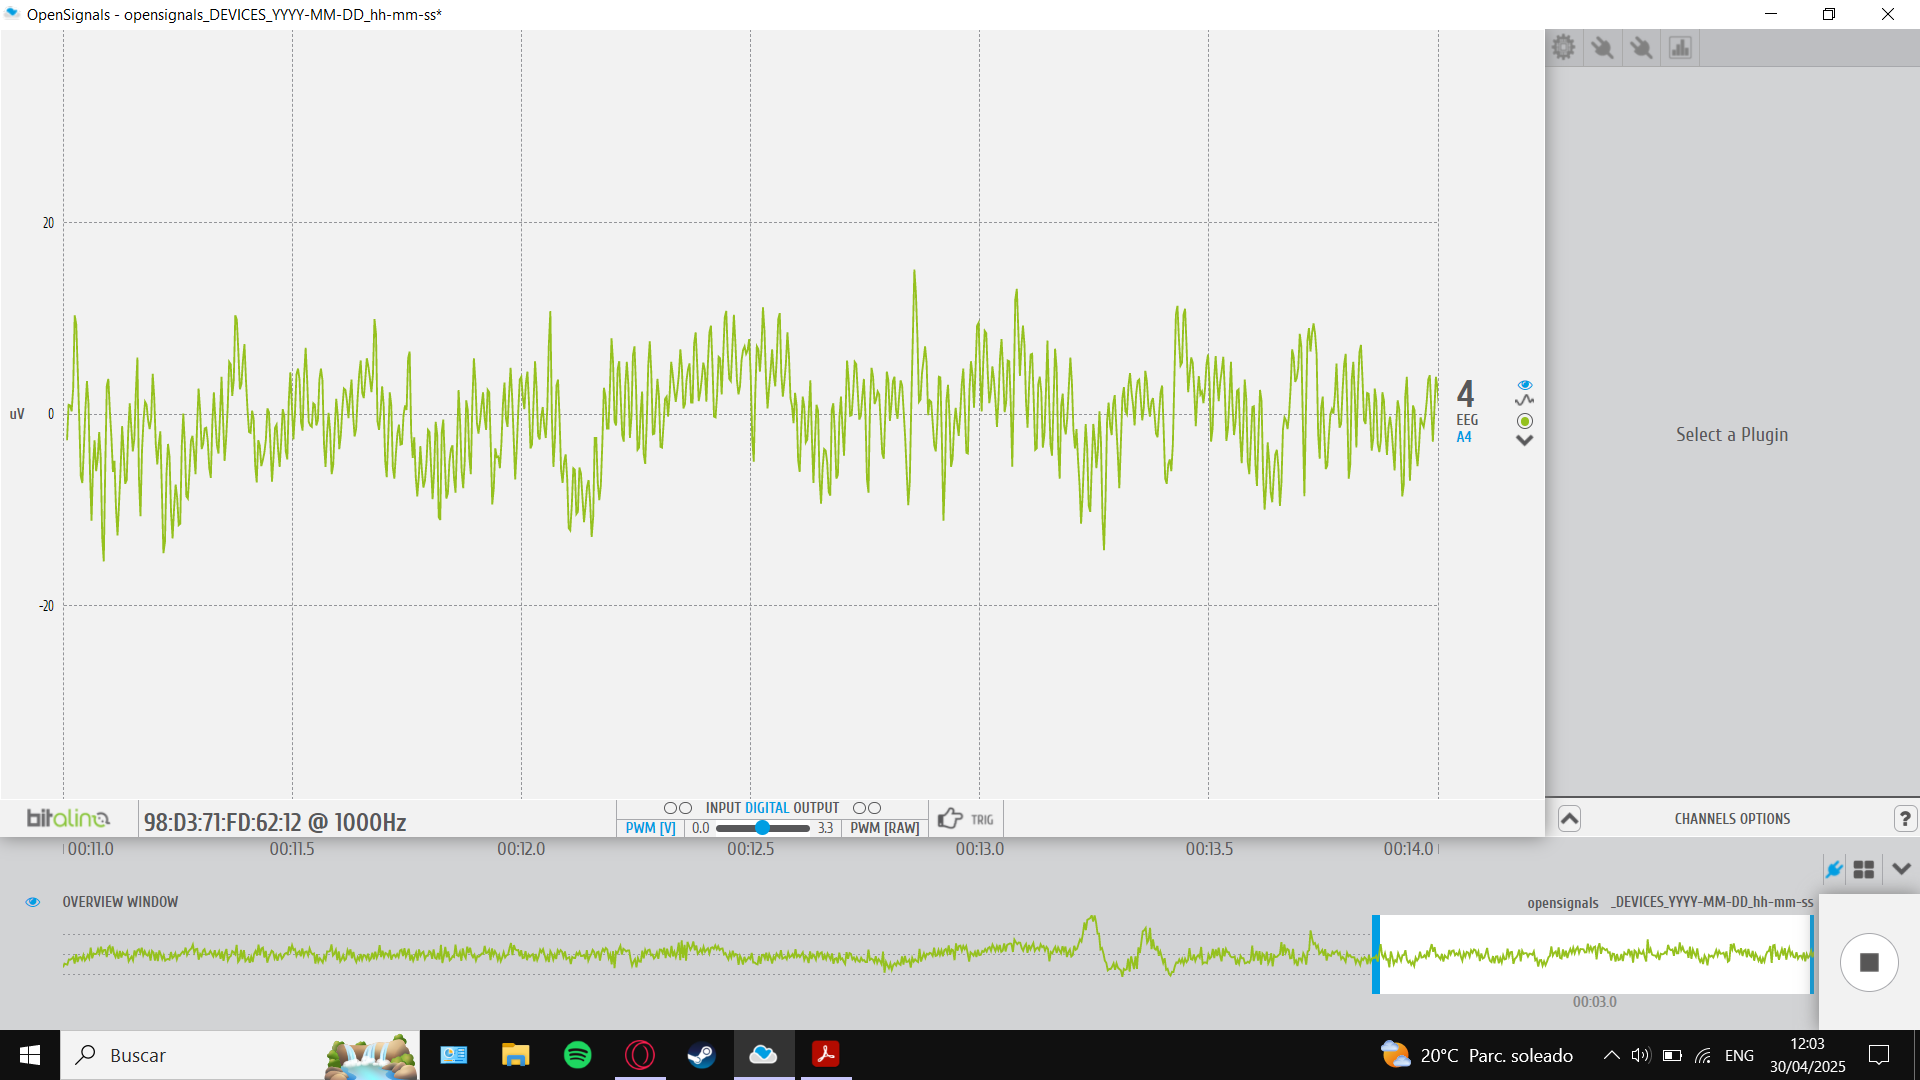 OpenSignals - opensignals_DEVICES_YYYY-MM-DD_hh-mm-ss*
20
uV 0
-20
4
EEG
A4
Select a Plugin
bitalino
98:D3:71:FD:62:12 @ 1000Hz
INPUT DIGITAL OUTPUT
PWM [V] 0.0 3.3 PWM [RAW]
TRIG
CHANNELS OPTIONS ?
00:11.0 00:11.5 00:12.0 00:12.5 00:13.0 00:13.5 00:14.0
OVERVIEW WINDOW
opensignals _DEVICES_YYYY-MM-DD_hh-mm-ss
00:03.0
Buscar
20°C Parc. soleado
ENG
12:03
30/04/2025